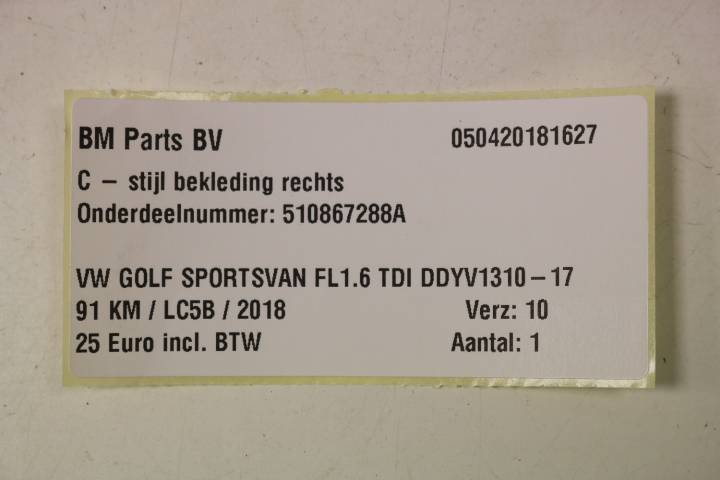 BM Parts BV 050420181627
C – stijl bekleding rechts
Onderdeelnummer: 510867288A
VW GOLF SPORTSVAN FL1.6 TDI DDYV1310 – 17
91 KM / LC5B / 2018 Verz: 10
25 Euro incl. BTW Aantal: 1